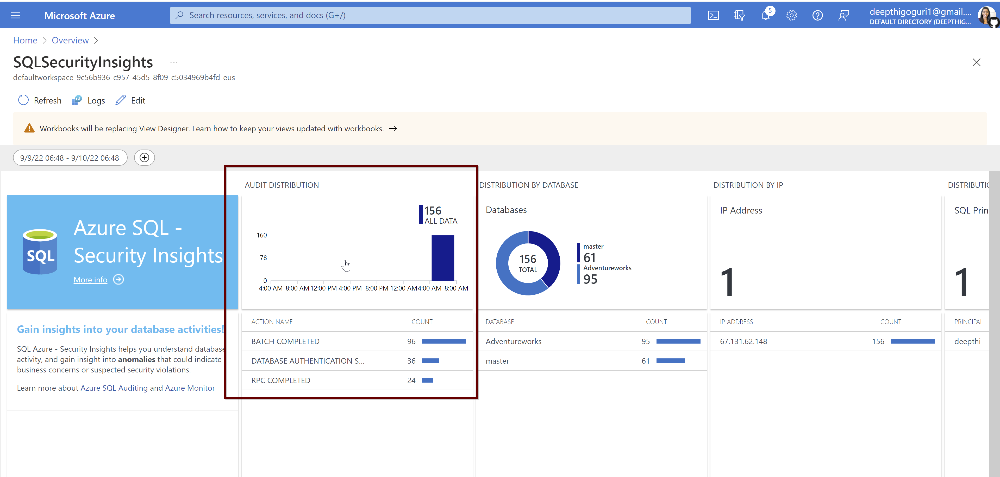 Microsoft Azure
Search resources, services, and docs (G+/)
5
deepthigoguri1@gmail....
DEFAULT DIRECTORY (DEEPTHIG...
Home > Overview >
SQLSecurityInsights ...
defaultworkspace-9c56b936-c957-45d5-8f09-c5034969b4fd-eus
Refresh Logs Edit
Workbooks will be replacing View Designer. Learn how to keep your views updated with workbooks. →
9/9/22 06:48 - 9/10/22 06:48
SQL
Azure SQL -
Security Insights
More info
Gain insights into your database activities!
SQL Azure - Security Insights helps you understand database
activity, and gain insight into anomalies that could indicate
business concerns or suspected security violations.
Learn more about Azure SQL Auditing and Azure Monitor
AUDIT DISTRIBUTION
156
ALL DATA
160
78
0
4:00 AM 8:00 AM 12:00 PM 4:00 PM 8:00 PM 12:00 AM 4:00 AM 8:00 AM
ACTION NAME COUNT
BATCH COMPLETED 96
DATABASE AUTHENTICATION S... 36
RPC COMPLETED 24
DISTRIBUTION BY DATABASE
Databases
156
TOTAL
master
61
Adventureworks
95
DATABASE COUNT
Adventureworks 95
master 61
DISTRIBUTION BY IP
IP Address
1
IP ADDRESS COUNT
67.131.62.148 156
DISTRIBUTIO
SQL Prin
1
PRINCIPAL
deepthi